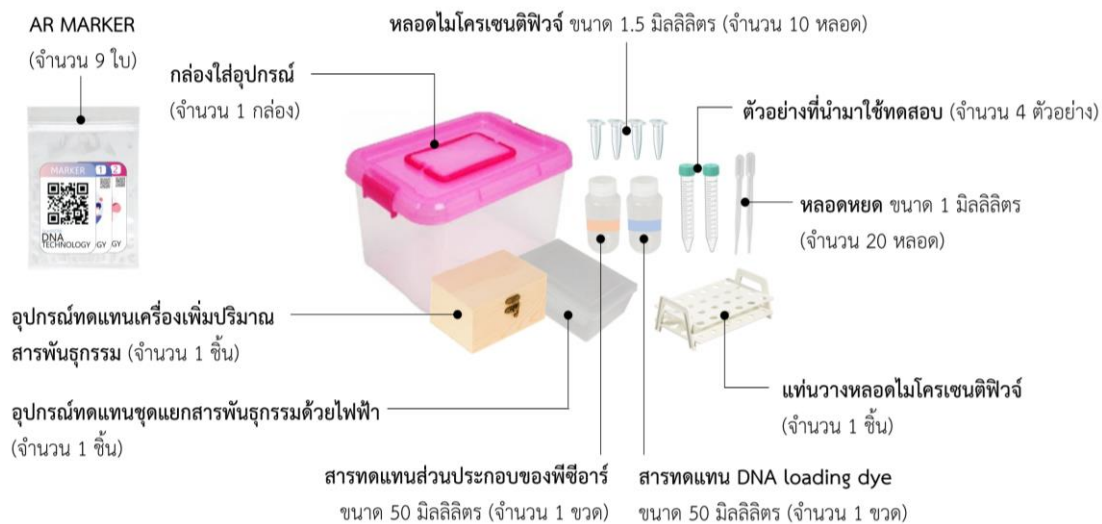 AR MARKER
(จำนวน 9 ใบ)
กล่องใส่อุปกรณ์
(จำนวน 1 กล่อง)
หลอดไมโครเซนติฟิวจ์ ขนาด 1.5 มิลลิลิตร (จำนวน 10 หลอด)
ตัวอย่างที่นำมาใช้ทดสอบ (จำนวน 4 ตัวอย่าง)
หลอดหยด ขนาด 1 มิลลิลิตร
(จำนวน 20 หลอด)
MARKER 1 2
DNA
TECHNOLOGY GY GY
อุปกรณ์ทดแทนเครื่องเพิ่มปริมาณ
สารพันธุกรรม (จำนวน 1 ชิ้น)
อุปกรณ์ทดแทนชุดแยกสารพันธุกรรมด้วยไฟฟ้า
(จำนวน 1 ชิ้น)
แท่นวางหลอดไมโครเซนติฟิวจ์
(จำนวน 1 ชิ้น)
สารทดแทนส่วนประกอบของพีซีอาร์
ขนาด 50 มิลลิลิตร (จำนวน 1 ขวด)
สารทดแทน DNA loading dye
ขนาด 50 มิลลิลิตร (จำนวน 1 ขวด)